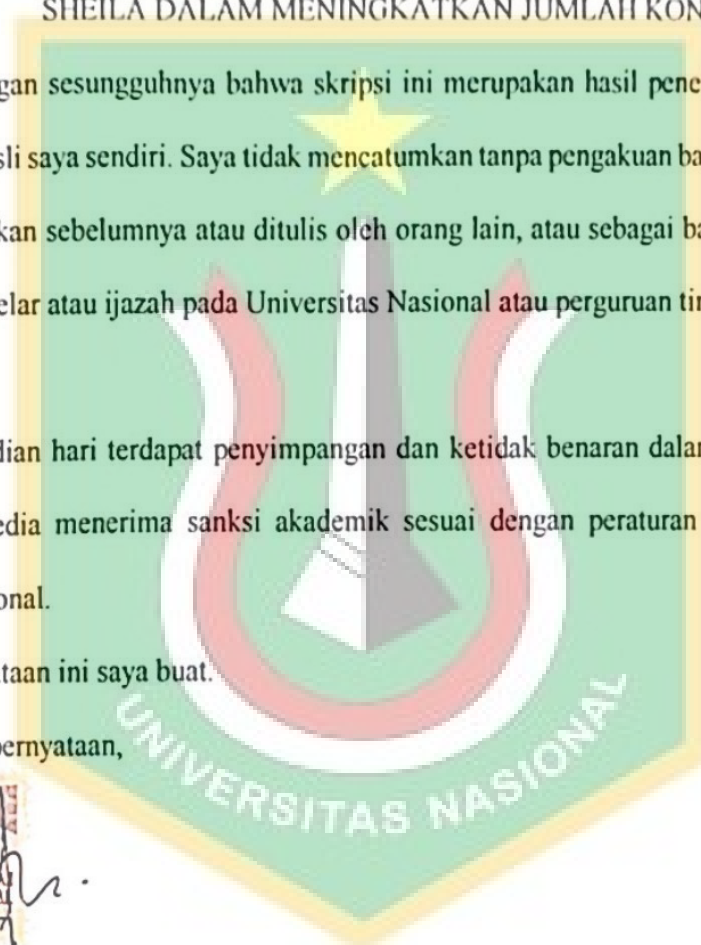 SHEILA DALAM MENINGKATKAN JUMLAH KON
gan sesungguhnya bahwa skripsi ini merupakan hasil pene
sli saya sendiri. Saya tidak mencatumkan tanpa pengakuan ba
kan sebelumnya atau ditulis oleh orang lain, atau sebagai ba
elar atau ijazah pada Universitas Nasional atau perguruan tin
dian hari terdapat penyimpangan dan ketidak benaran dalan
edia menerima sanksi akademik sesuai dengan peraturan
onal.
taan ini saya buat.
pernyataan,
UNIVERSITAS NASIONAL